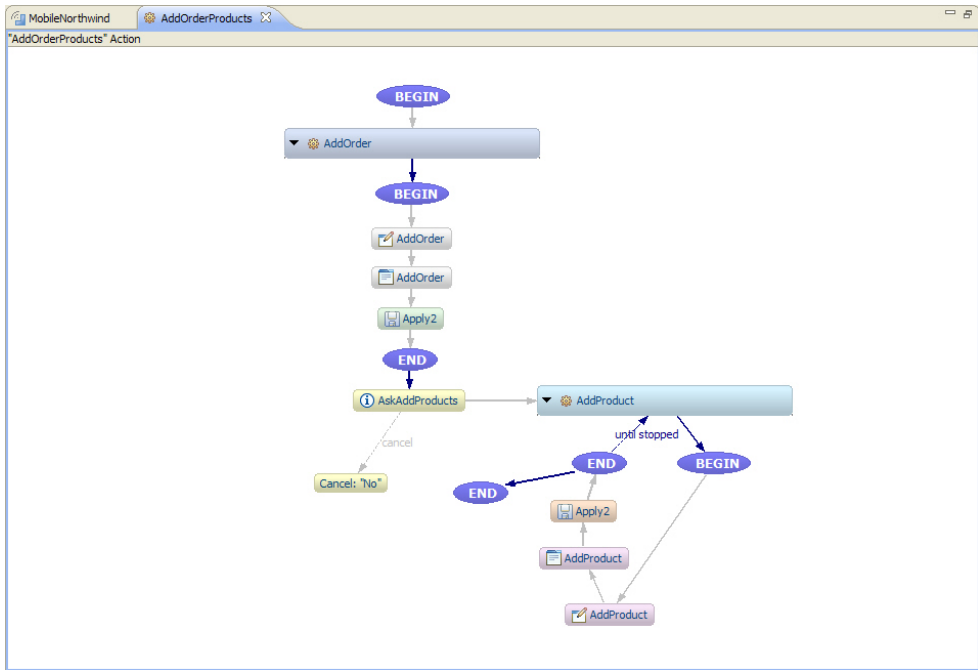 MobileNorthwind
AddOrderProducts
"AddOrderProducts" Action
BEGIN
AddOrder
BEGIN
AddOrder
AddOrder
Apply2
END
AskAddProducts
AddProduct
cancel
until stopped
Cancel: "No"
END
END
BEGIN
Apply2
AddProduct
AddProduct